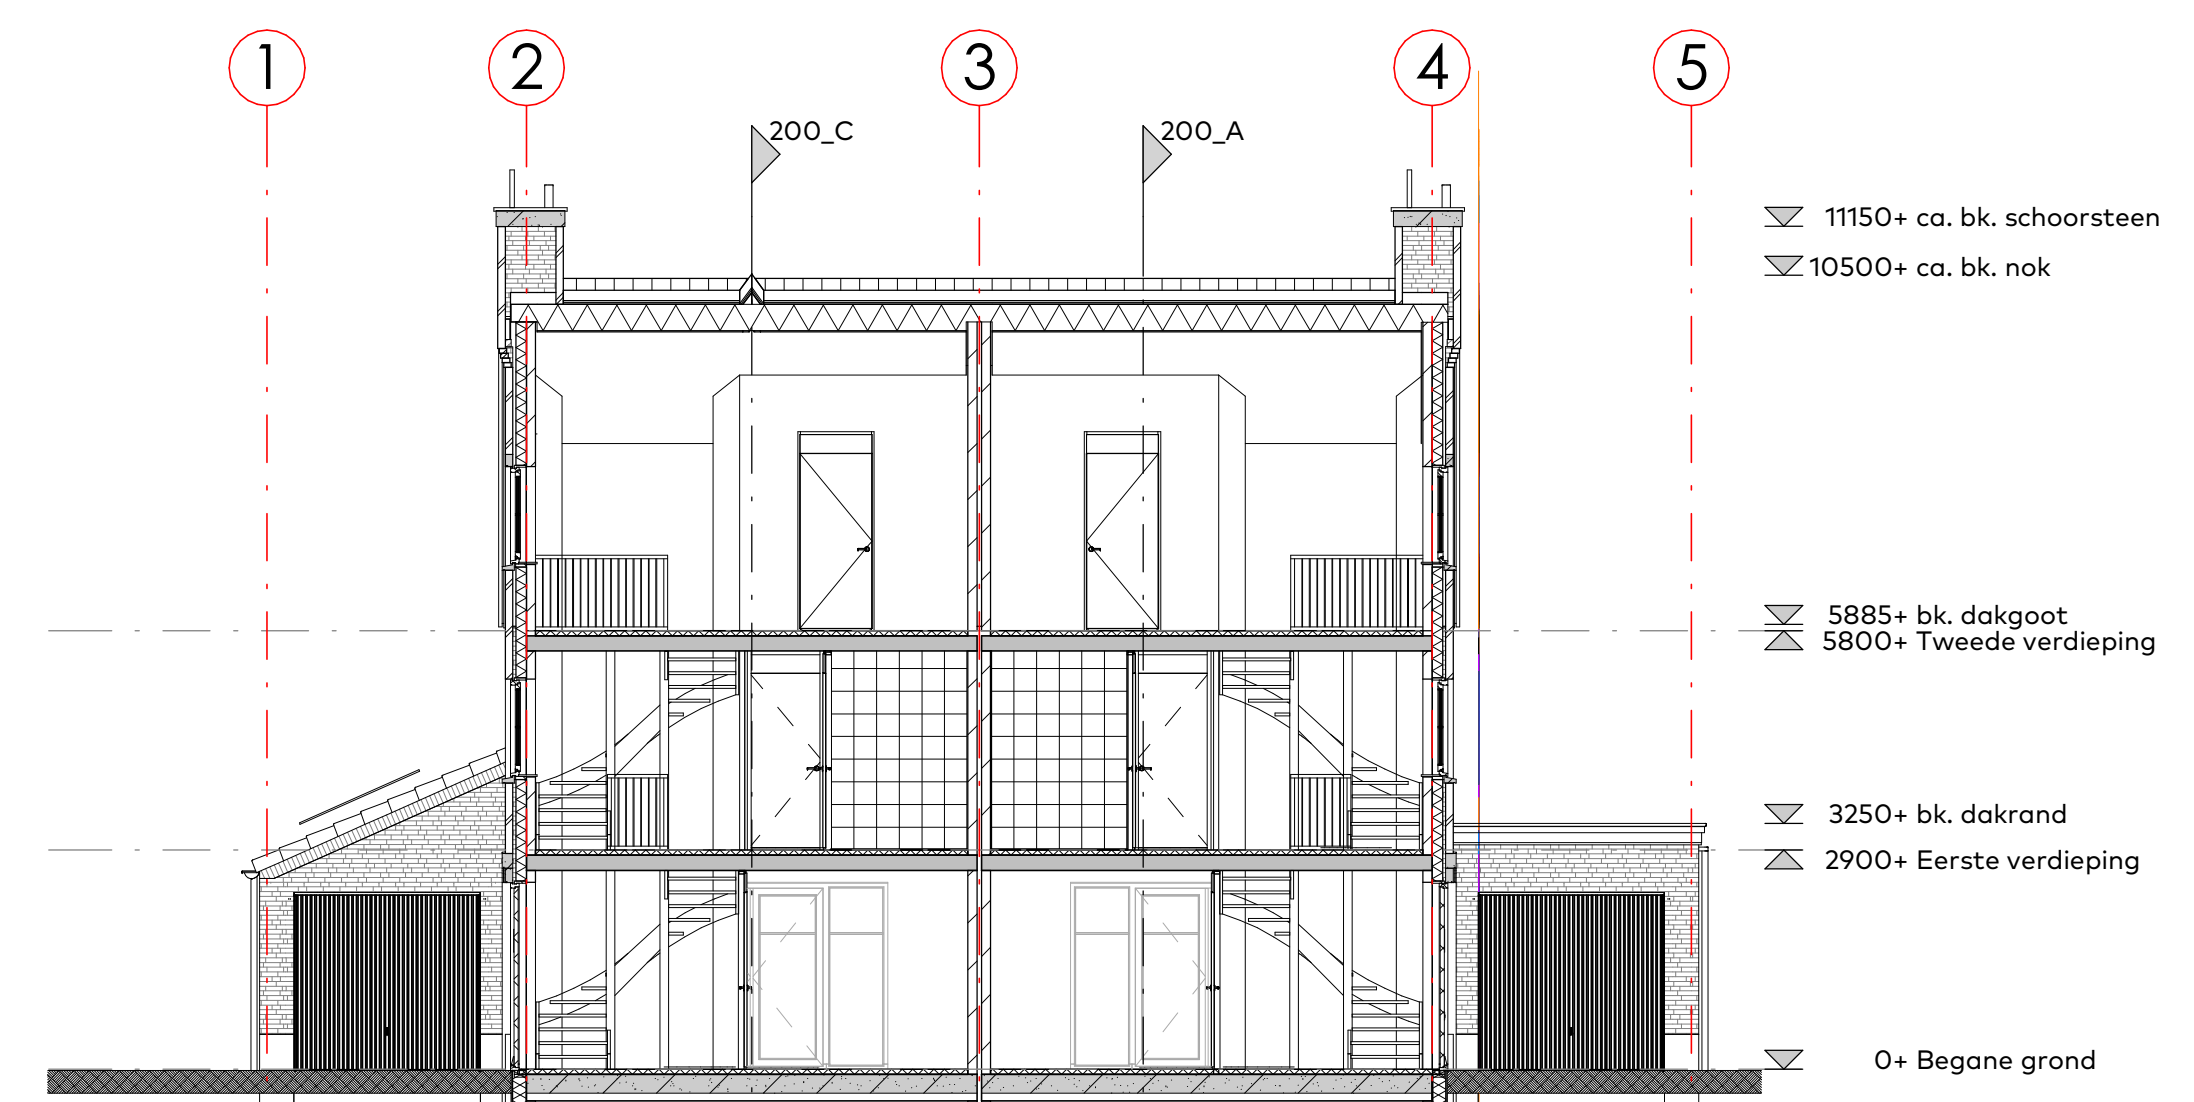 1 2 3 4 5
200_C 200_A
11150+ ca. bk. schoorsteen
10500+ ca. bk. nok
5885+ bk. dakgoot
5800+ Tweede verdieping
3250+ bk. dakrand
2900+ Eerste verdieping
0+ Begane grond